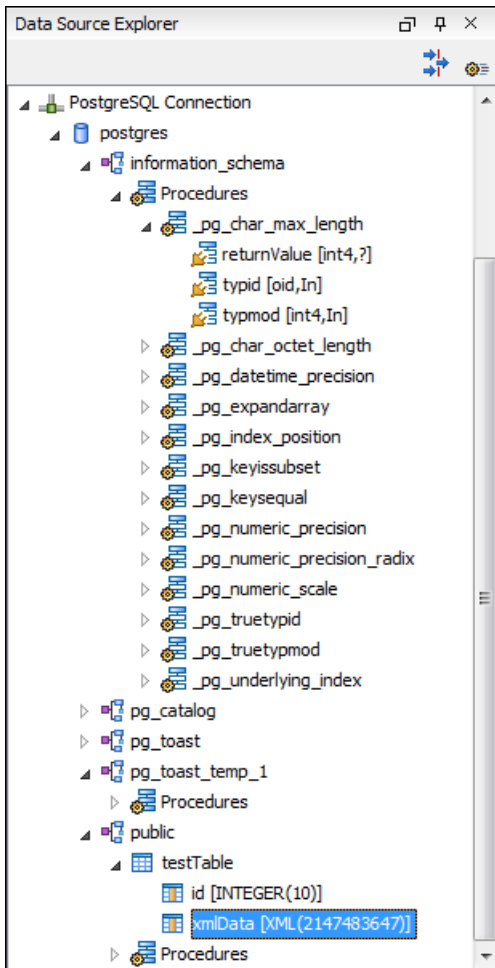 Data Source Explorer
PostgreSQL Connection
postgres
information_schema
Procedures
_pg_char_max_length
returnValue [int4,?]
typid [oid,In]
typmod [int4,In]
_pg_char_octet_length
_pg_datetime_precision
_pg_expandarray
_pg_index_position
_pg_keyissubset
_pg_keysequal
_pg_numeric_precision
_pg_numeric_precision_radix
_pg_numeric_scale
_pg_truetypid
_pg_truetypmod
_pg_underlying_index
pg_catalog
pg_toast
pg_toast_temp_1
Procedures
public
testTable
id [INTEGER(10)]
xmlData [XML(2147483647)]
Procedures